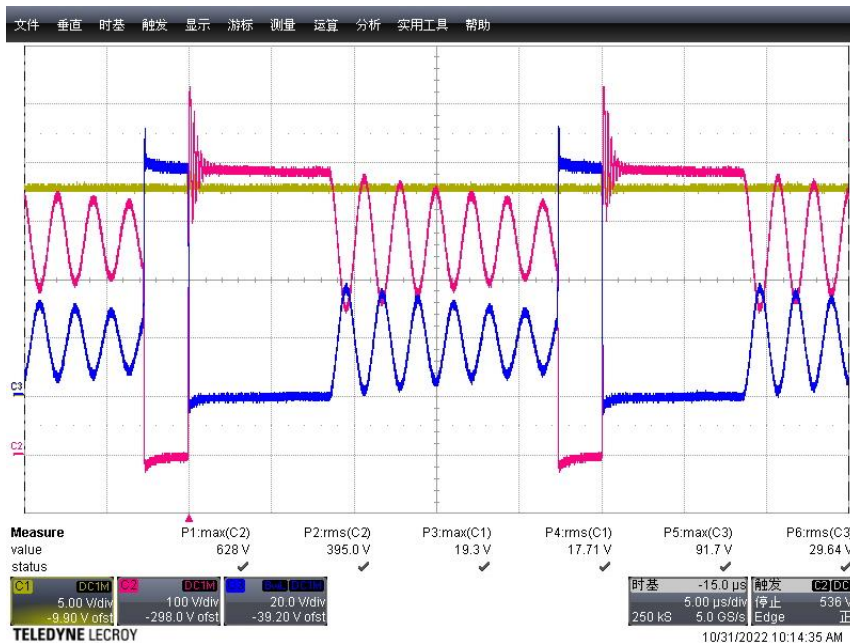 文件 垂直 时基 触发 显示 游标 测量 运算 分析 实用工具 帮助
C3
C2
Measure P1:max(C2) P2:rms(C2) P3:max(C1) P4:rms(C1) P5:max(C3) P6:rms(C3
value 628 V 395.0 V 19.3 V 17.71 V 91.7 V 29.64 V
status
C1 DC1M C2 DC1M BwL DC1M 时基 -15.0 µs 触发 C2 DC
5.00 V/div 100 V/div 20.0 V/div 5.00 µs/div 停止 536 V
-9.90 V ofst -298.0 V ofst -39.20 V ofst 250 kS 5.0 GS/s Edge 正
TELEDYNE LECROY 10/31/2022 10:14:35 AM